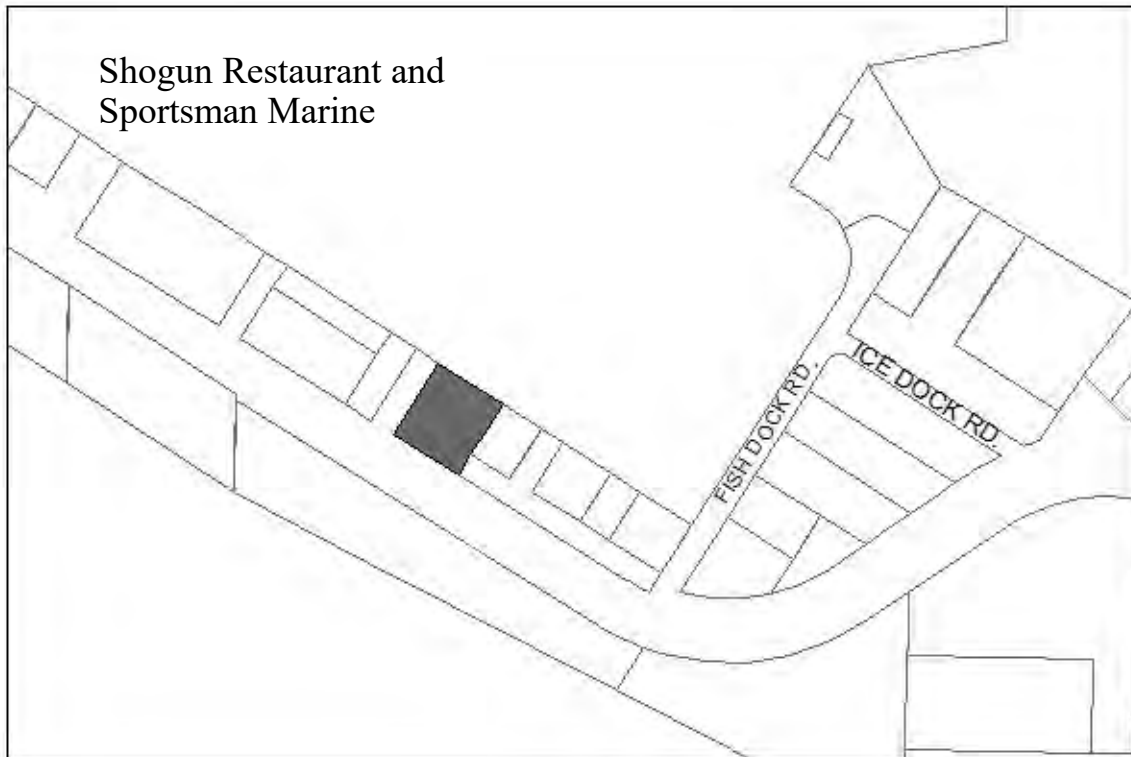 Shogun Restaurant and
Sportsman Marine
ICE DOCK RD.
FISH DOCK RD.